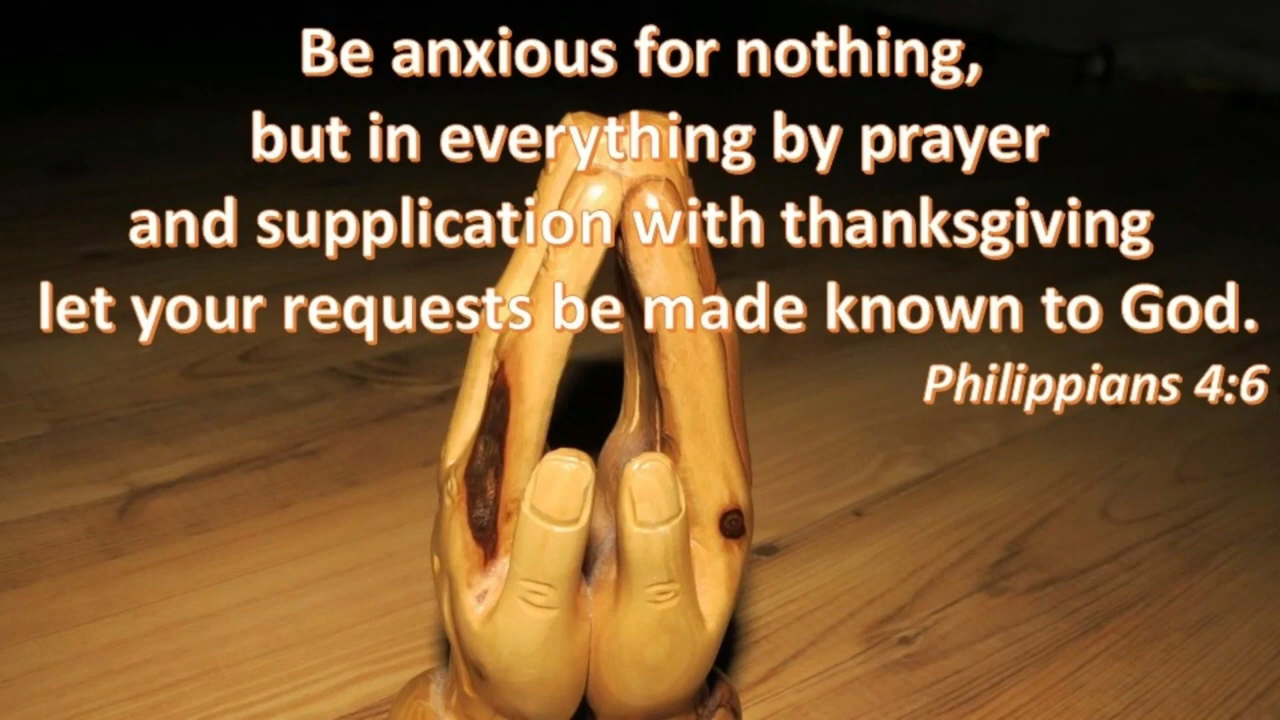 Be anxious for nothing,
but in everything by prayer
and supplication with thanksgiving
let your requests be made known to God.
Philippians 4:6